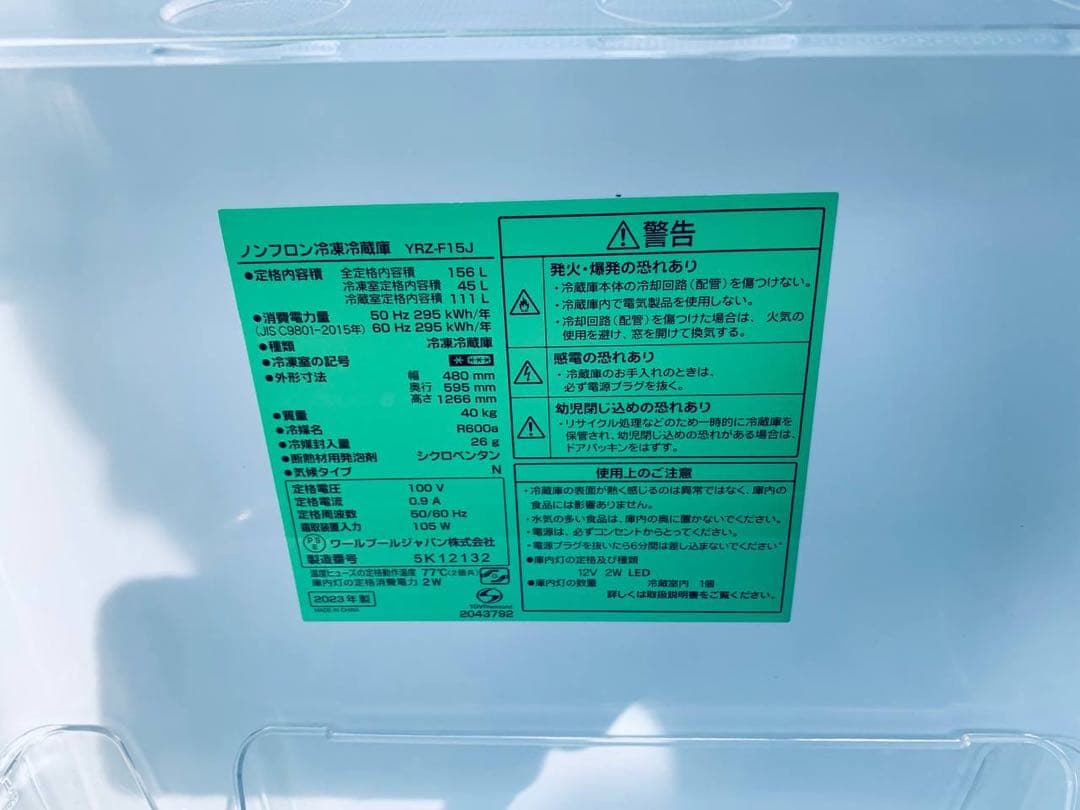 ノンフロン冷凍冷蔵庫 YRZ-F15J
●定格内容積 全定格内容積 156 L
冷凍室定格内容積 45 L
冷蔵室定格内容積 111 L
●消費電力量 50 Hz 295 kWh/年
(JIS C9801-2015年) 60 Hz 295 kWh/年
●種類 冷凍冷蔵庫
●冷凍室の記号
●外形寸法 幅 480 mm
奥行 595 mm
高さ 1266 mm
●質量 40 kg
●冷媒名 R600a
●冷媒封入量 26 g
●断熱材用発泡剤 シクロペンタン
●気候タイプ N
定格電圧 100 V
定格電流 0.9 A
定格周波数 50/60 Hz
霜取装置入力 105 W
PSE ワールプールジャパン株式会社
製造番号 5K12132
温度ヒューズの定格動作温度 77℃(2個共)
庫内灯の定格消費電力 2W
2023年製
MADE IN CHINA
TÜVRheinland
2043792
警告
発火・爆発の恐れあり
・冷蔵庫本体の冷却回路(配管)を傷つけない。
・冷蔵庫内で電気製品を使用しない。
・冷却回路(配管)を傷つけた場合は、火気の
使用を避け、窓を開けて換気する。
感電の恐れあり
・冷蔵庫のお手入れのときは、
必ず電源プラグを抜く。
幼児閉じ込めの恐れあり
・リサイクル処理などのため一時的に冷蔵庫を
保管され、幼児閉じ込めの恐れがある場合は、
ドアパッキンをはずす。
使用上のご注意
・冷蔵庫の表面が熱く感じるのは異常ではなく、庫内の
食品には影響ありません。
・水気の多い食品は、庫内の奥に置かないでください。
・電源は、必ずコンセントからとってください。
・電源プラグを抜いたら6分間は差し込まないでください。
●庫内灯の定格及び種類
12V 2W LED
●庫内灯の数量 冷蔵室内 1個
詳しくは取扱説明書をご覧ください。